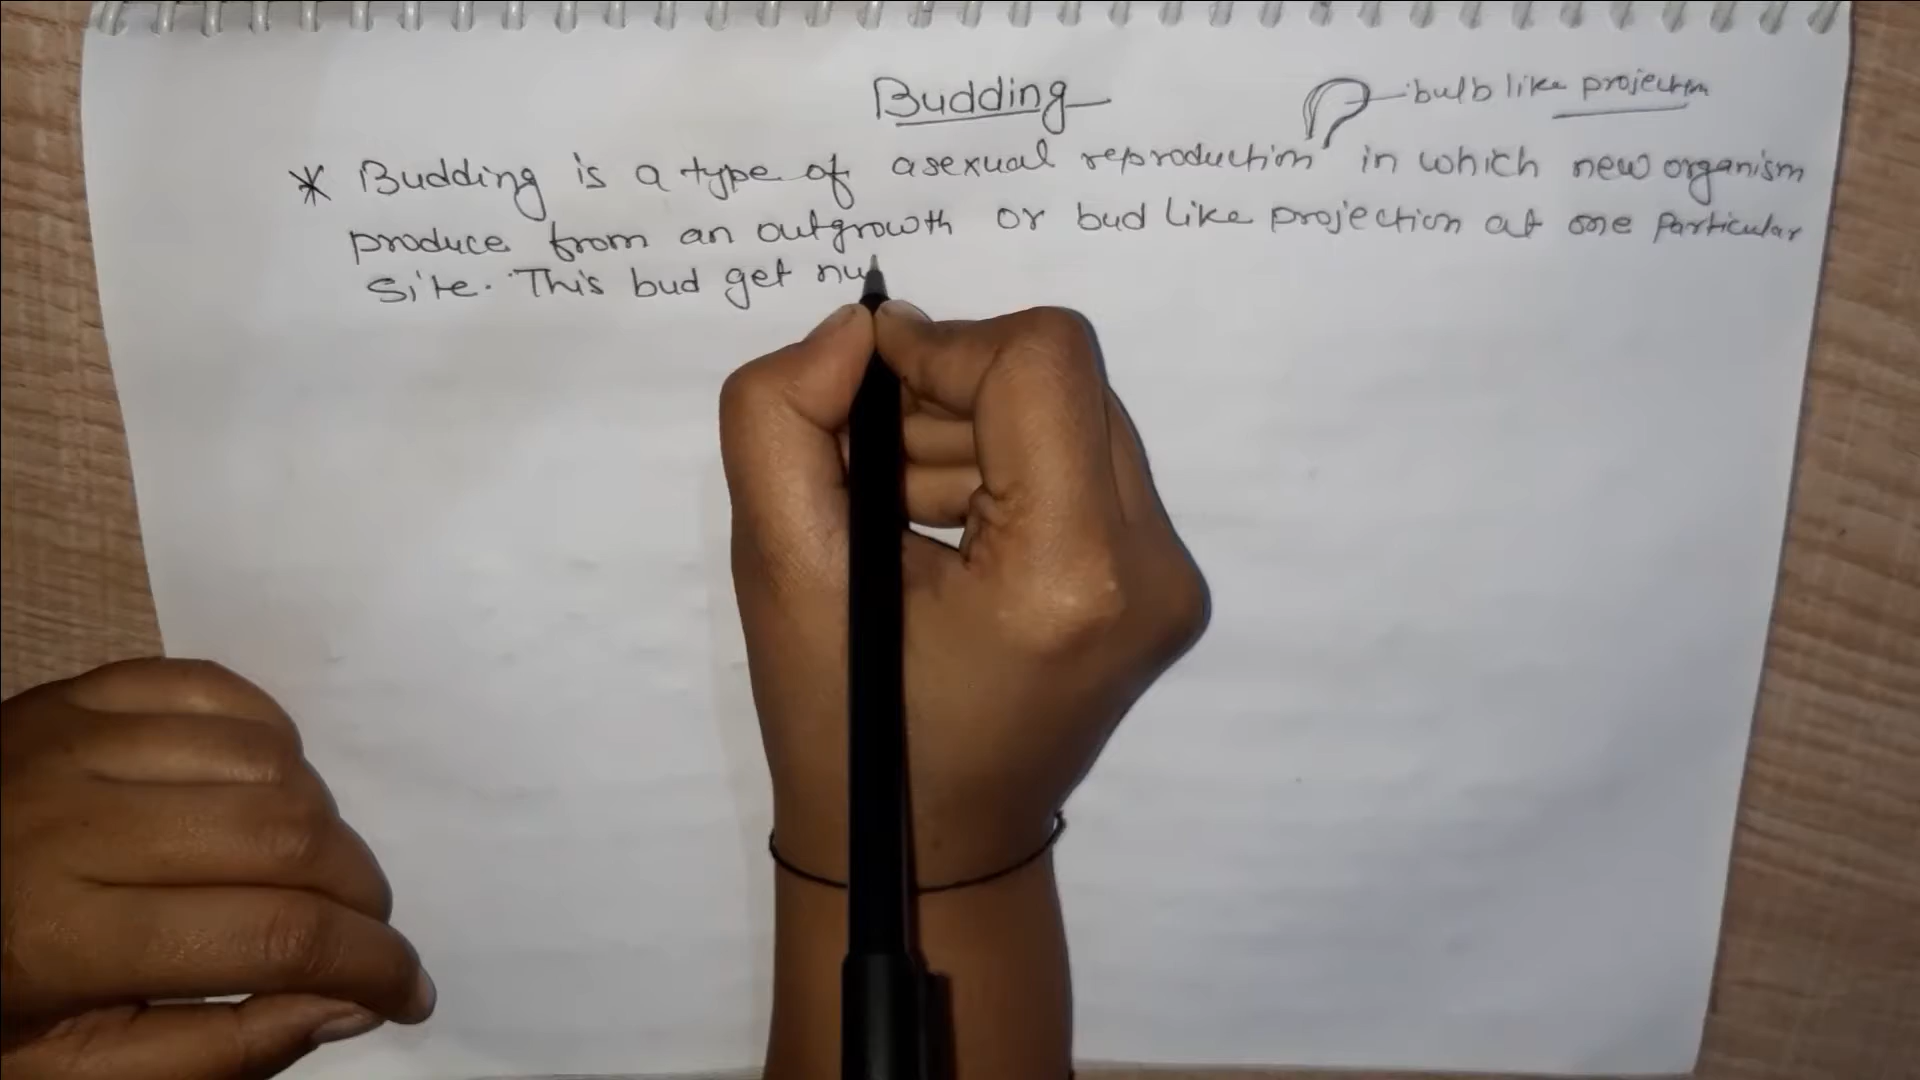 Budding
bulb like projection
* Budding is a type of asexual reproduction in which new organism
produce from an outgrowth or bud like projection at one particular
site. This bud get nu